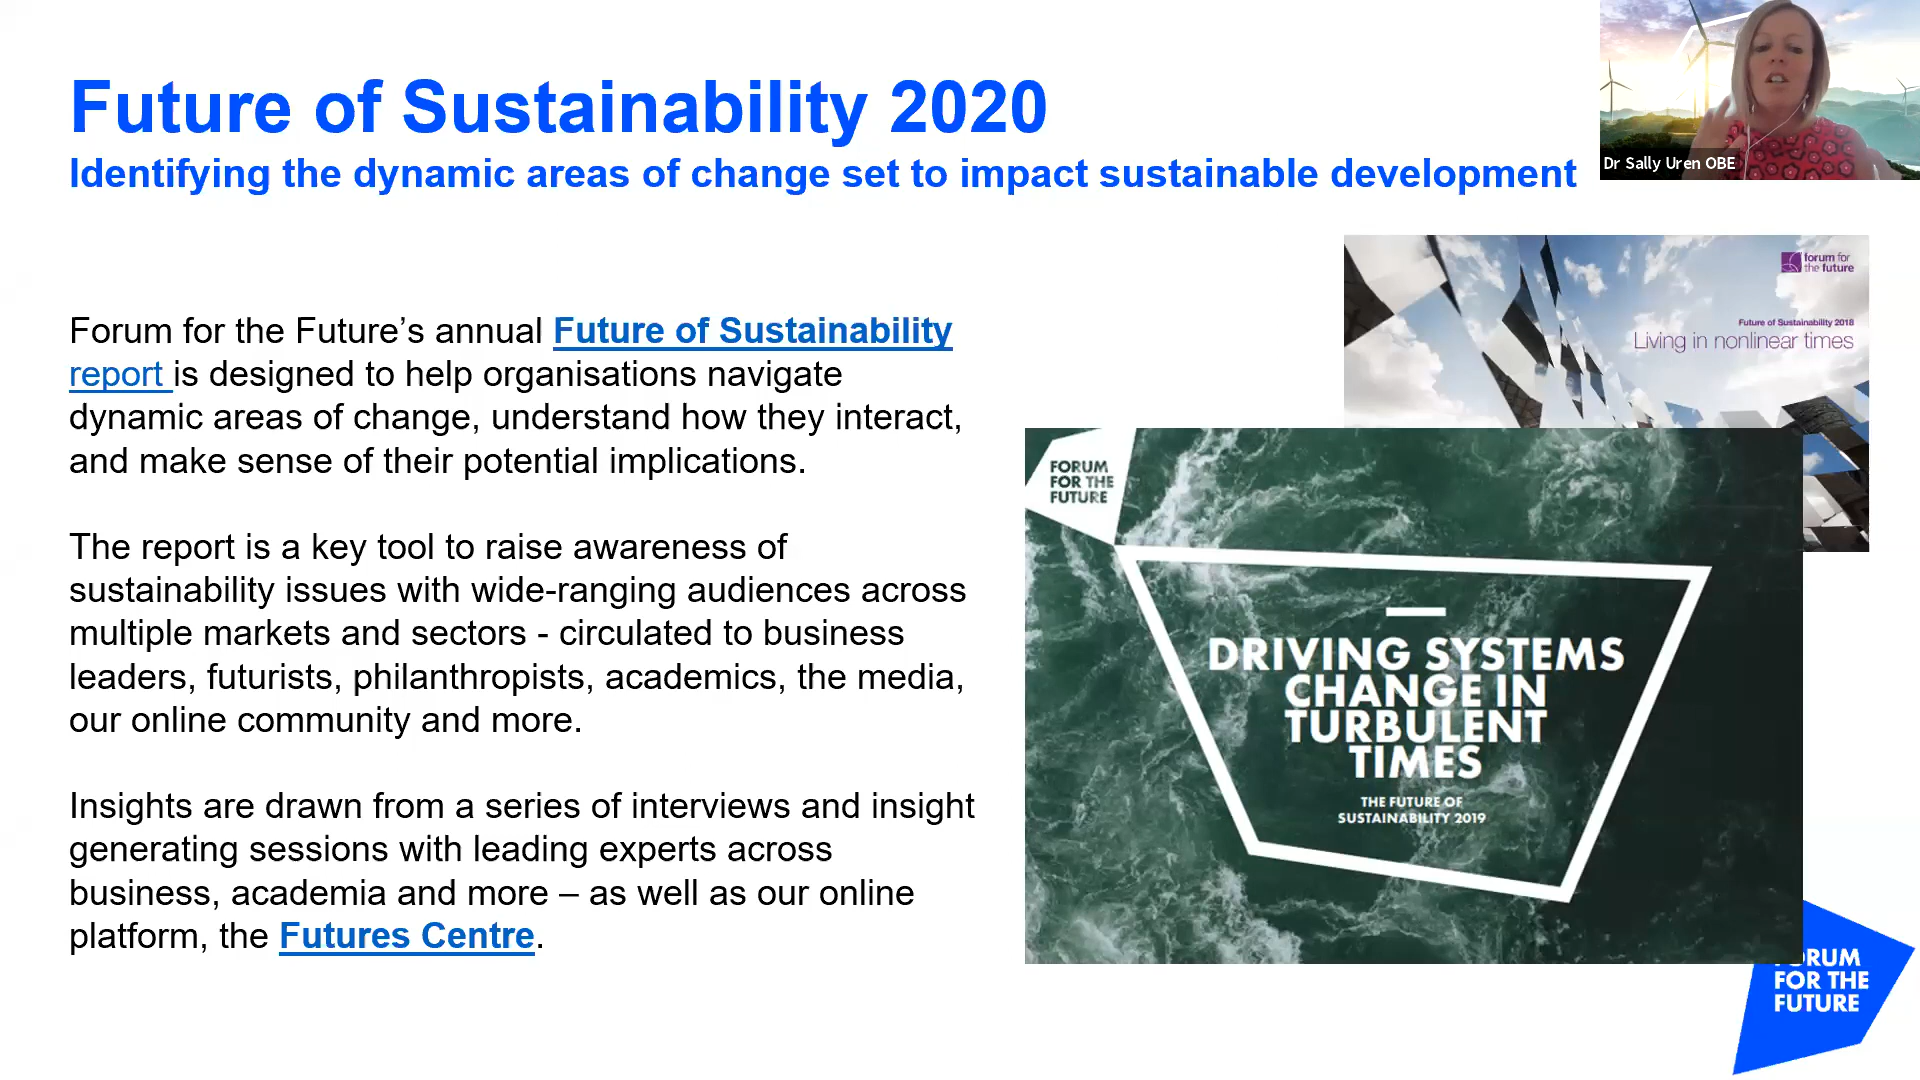 Future of Sustainability 2020
Identifying the dynamic areas of change set to impact sustainable development
Dr Sally Uren OBE
Forum for the Future’s annual Future of Sustainability
report is designed to help organisations navigate
dynamic areas of change, understand how they interact,
and make sense of their potential implications.
The report is a key tool to raise awareness of
sustainability issues with wide-ranging audiences across
multiple markets and sectors - circulated to business
leaders, futurists, philanthropists, academics, the media,
our online community and more.
Insights are drawn from a series of interviews and insight
generating sessions with leading experts across
business, academia and more – as well as our online
platform, the Futures Centre.
forum for
the future
Future of Sustainability 2018
Living in nonlinear times
FORUM
FOR THE
FUTURE
DRIVING SYSTEMS
CHANGE IN
TURBULENT
TIMES
THE FUTURE OF
SUSTAINABILITY 2019
FORUM
FOR THE
FUTURE